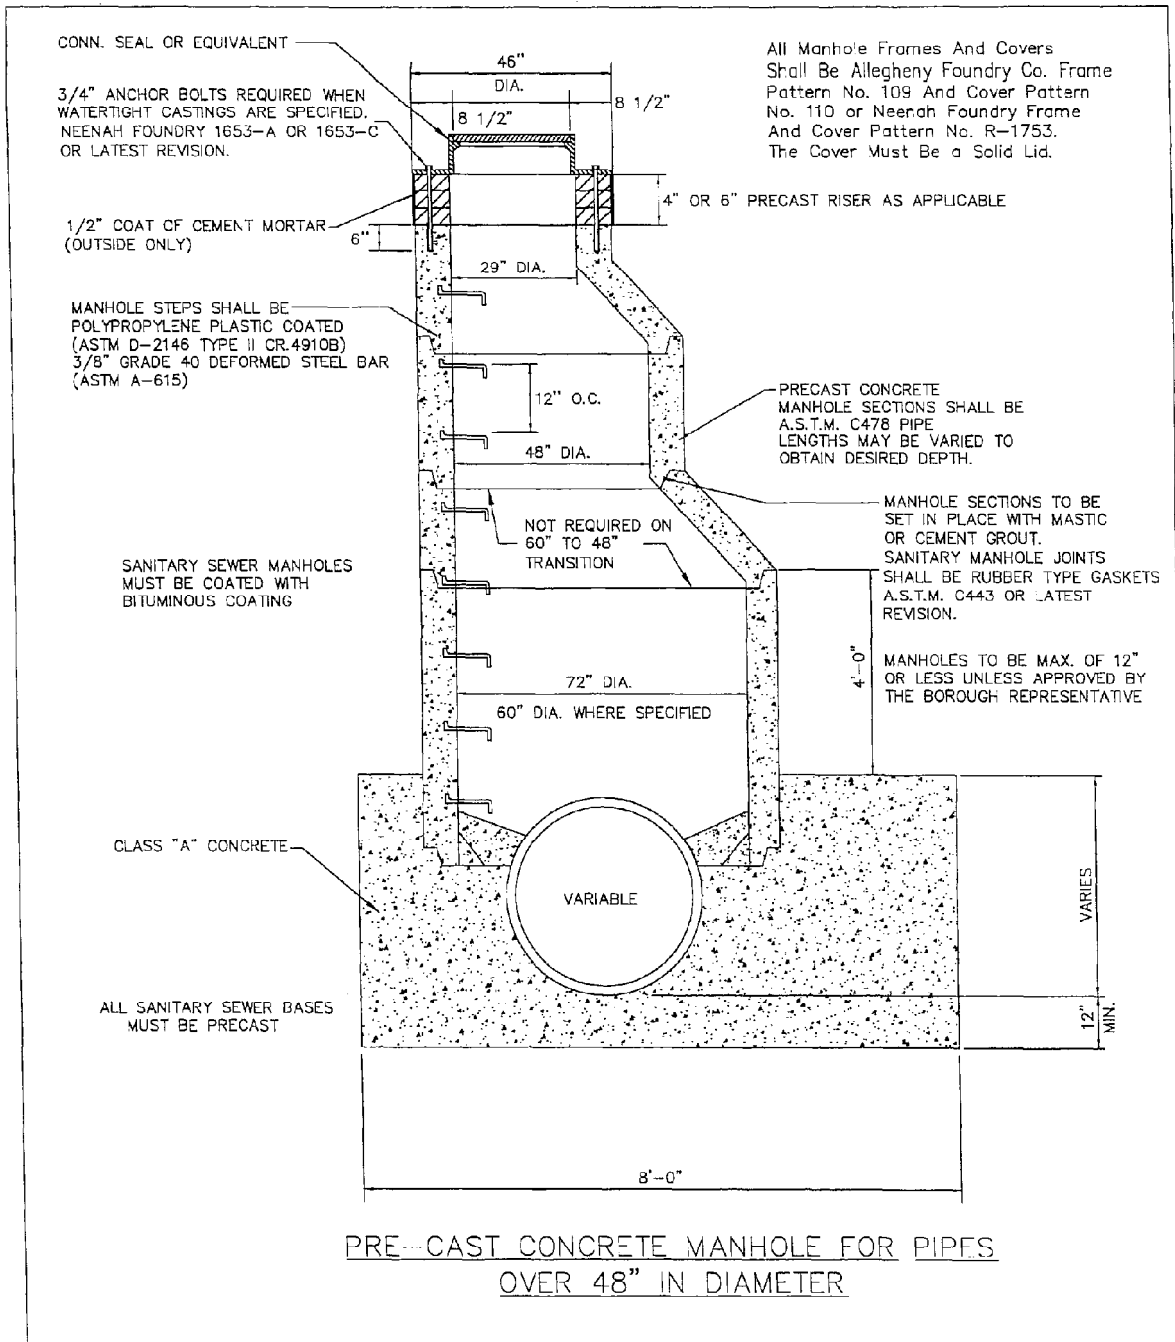 CONN. SEAL OR EQUIVALENT
3/4" ANCHOR BOLTS REQUIRED WHEN
WATERTIGHT CASTINGS ARE SPECIFIED.
NEENAH FOUNDRY 1653-A OR 1653-C
OR LATEST REVISION.
46"
DIA.
8 1/2"
8 1/2"
All Manhole Frames And Covers
Shall Be Allegheny Foundry Co. Frame
Pattern No. 109 And Cover Pattern
No. 110 or Neenah Foundry Frame
And Cover Pattern No. R-1753.
The Cover Must Be a Solid Lid.
4" OR 6" PRECAST RISER AS APPLICABLE
1/2" COAT OF CEMENT MORTAR
(OUTSIDE ONLY)
6"
29" DIA.
MANHOLE STEPS SHALL BE
POLYPROPYLENE PLASTIC COATED
(ASTM D-2146 TYPE II CR.4910B)
3/8" GRADE 40 DEFORMED STEEL BAR
(ASTM A-615)
12" O.C.
PRECAST CONCRETE
MANHOLE SECTIONS SHALL BE
A.S.T.M. C478 PIPE
LENGTHS MAY BE VARIED TO
OBTAIN DESIRED DEPTH.
48" DIA.
MANHOLE SECTIONS TO BE
SET IN PLACE WITH MASTIC
OR CEMENT GROUT.
SANITARY MANHOLE JOINTS
SHALL BE RUBBER TYPE GASKETS
A.S.T.M. C443 OR LATEST
REVISION.
NOT REQUIRED ON
60" TO 48"
TRANSITION
SANITARY SEWER MANHOLES
MUST BE COATED WITH
BITUMINOUS COATING
4'-0"
MANHOLES TO BE MAX. OF 12"
OR LESS UNLESS APPROVED BY
THE BOROUGH REPRESENTATIVE
72" DIA.
60" DIA. WHERE SPECIFIED
CLASS "A" CONCRETE
VARIABLE
VARIES
ALL SANITARY SEWER BASES
MUST BE PRECAST
12"
MIN.
8'-0"
PRE-CAST CONCRETE MANHOLE FOR PIPES
OVER 48" IN DIAMETER